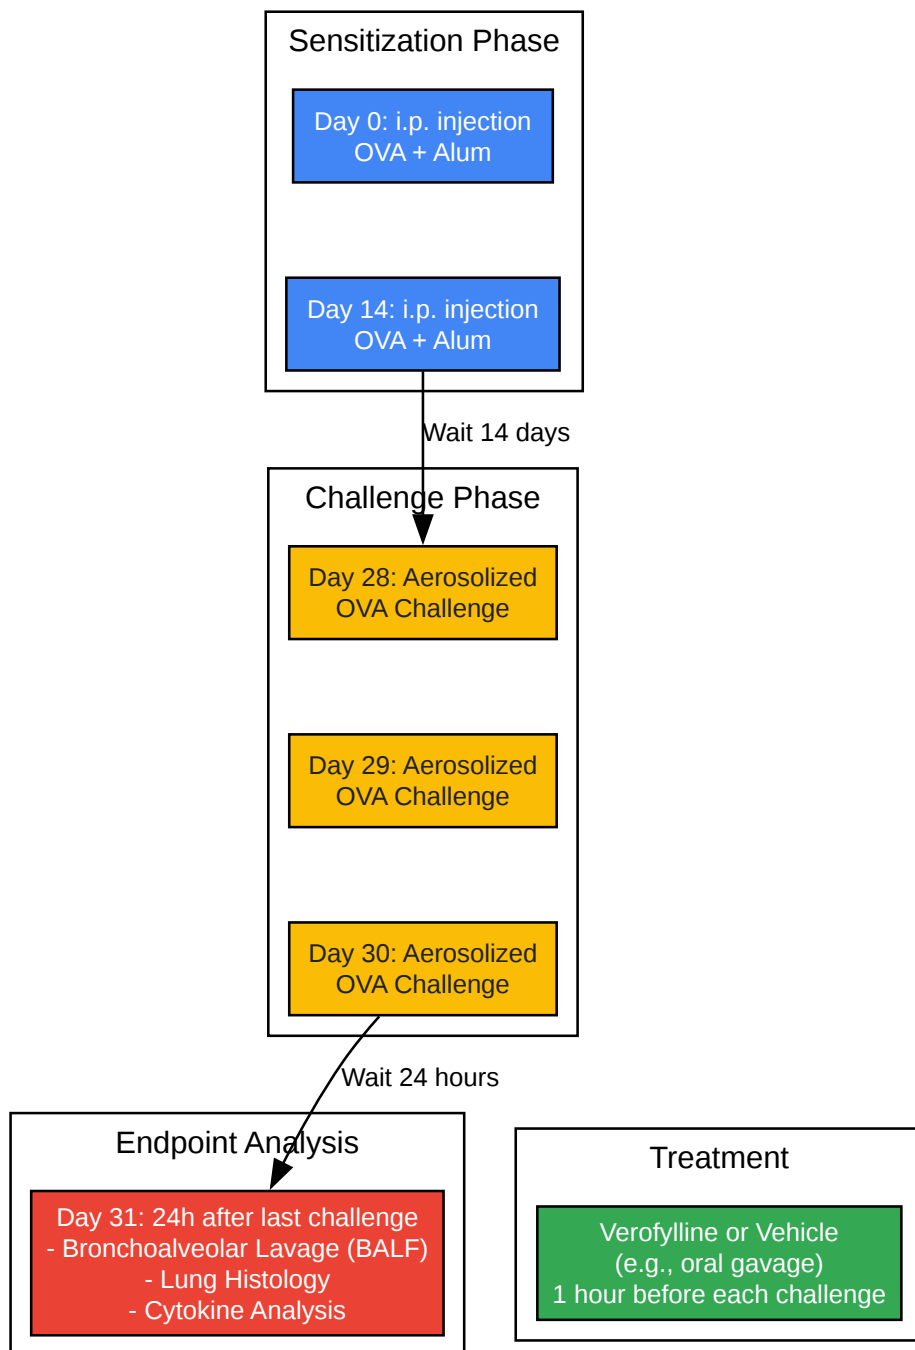 Sensitization Phase
Day 0: i.p. injection
OVA + Alum
Day 14: i.p. injection
OVA + Alum
Wait 14 days
Challenge Phase
Day 28: Aerosolized
OVA Challenge
Day 29: Aerosolized
OVA Challenge
Day 30: Aerosolized
OVA Challenge
Wait 24 hours
Endpoint Analysis
Day 31: 24h after last challenge
- Bronchoalveolar Lavage (BALF)
- Lung Histology
- Cytokine Analysis
Treatment
Verofylline or Vehicle
(e.g., oral gavage)
1 hour before each challenge